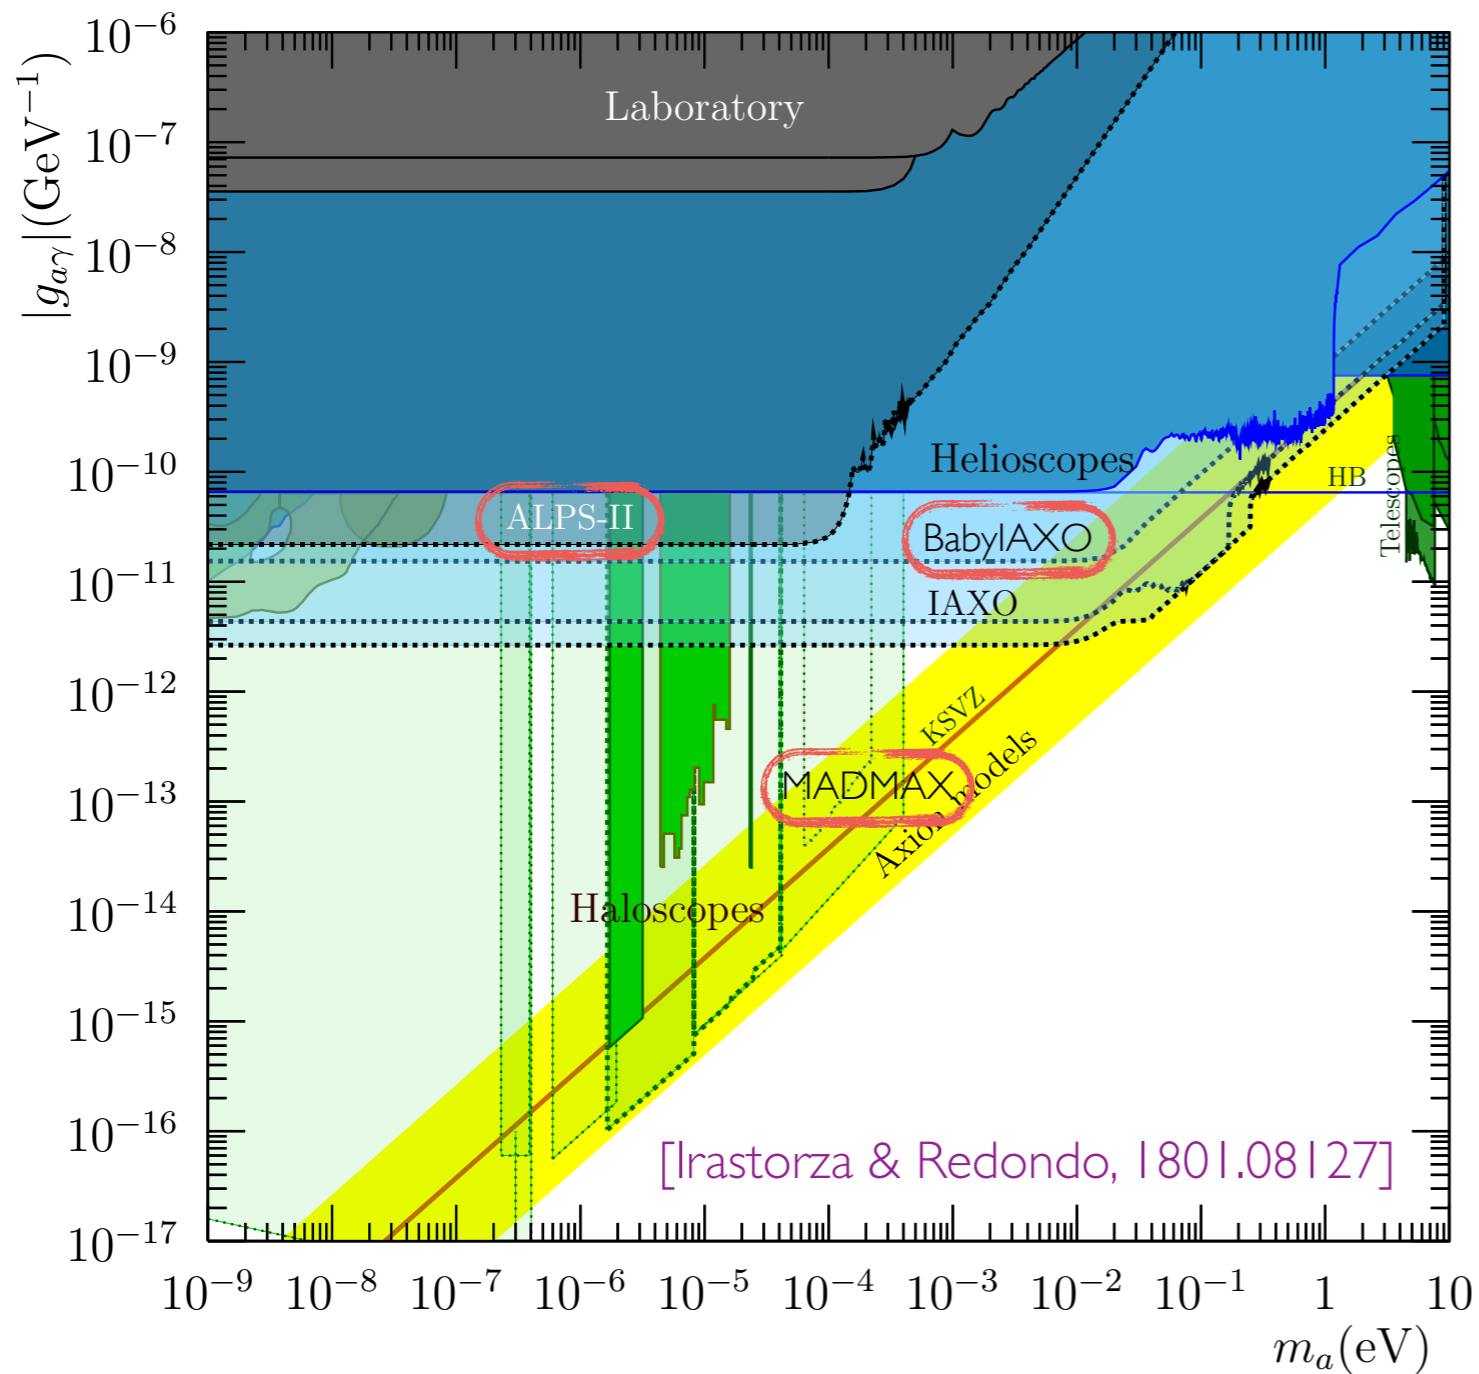 |g_{aγ}|(GeV^{−1})
10^{−6}
10^{−7}
10^{−8}
10^{−9}
10^{−10}
10^{−11}
10^{−12}
10^{−13}
10^{−14}
10^{−15}
10^{−16}
10^{−17}
Laboratory
Helioscopes
HB
Telescopes
ALPS-II
BabyIAXO
IAXO
KSVZ
MADMAX
Axion models
Haloscopes
[Irastorza & Redondo, 1801.08127]
10^{−9} 10^{−8} 10^{−7} 10^{−6} 10^{−5} 10^{−4} 10^{−3} 10^{−2} 10^{−1} 1 10
m_a(eV)